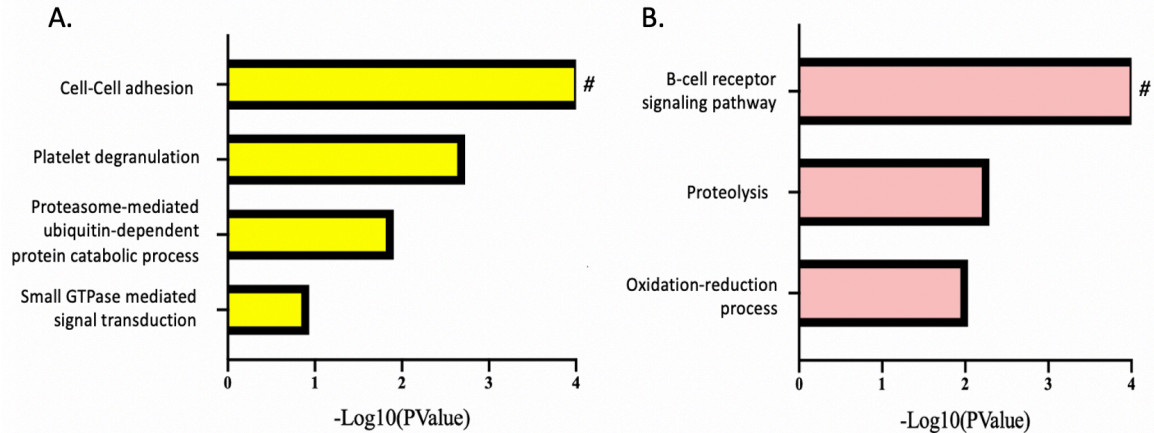 A.
Cell-Cell adhesion
#
Platelet degranulation
Proteasome-mediated
ubiquitin-dependent
protein catabolic process
Small GTPase mediated
signal transduction
0 1 2 3 4
-Log10(PValue)
B.
B-cell receptor
signaling pathway
#
Proteolysis
Oxidation-reduction
process
0 1 2 3 4
-Log10(PValue)